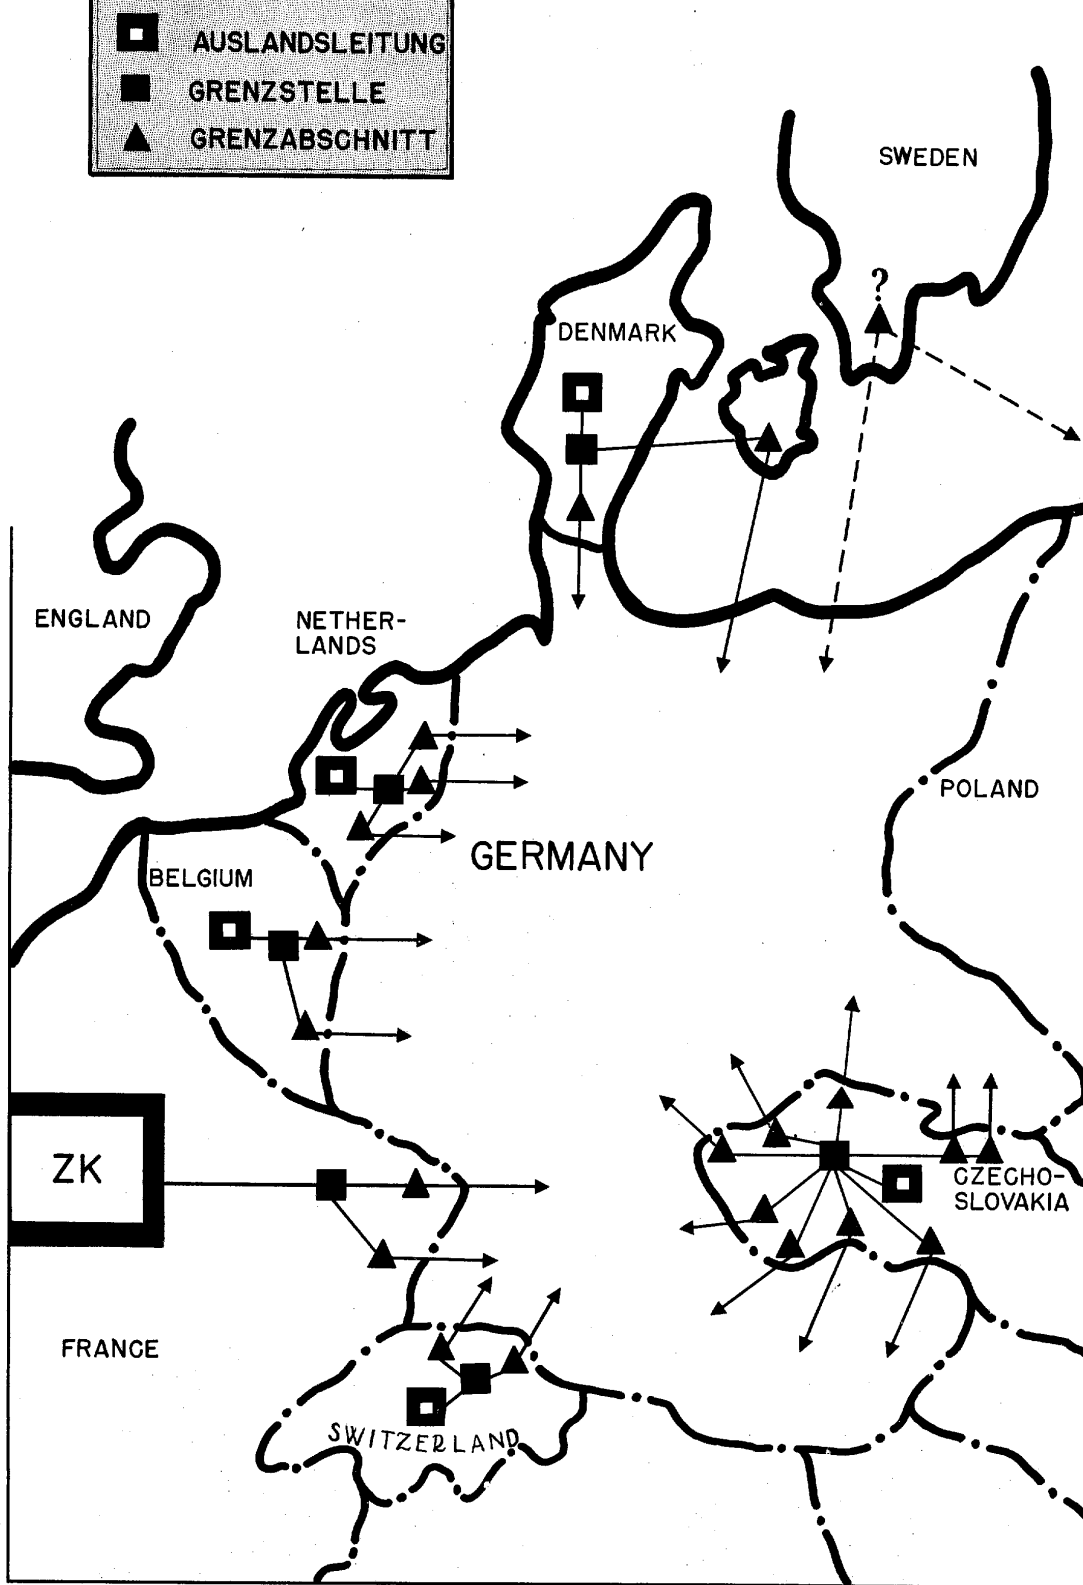 AUSLANDSLEITUNG
GRENZSTELLE
GRENZABSCHNITT
SWEDEN
?
DENMARK
ENGLAND
NETHER-
LANDS
POLAND
GERMANY
BELGIUM
ZK
CZECHO-
SLOVAKIA
FRANCE
SWITZERLAND